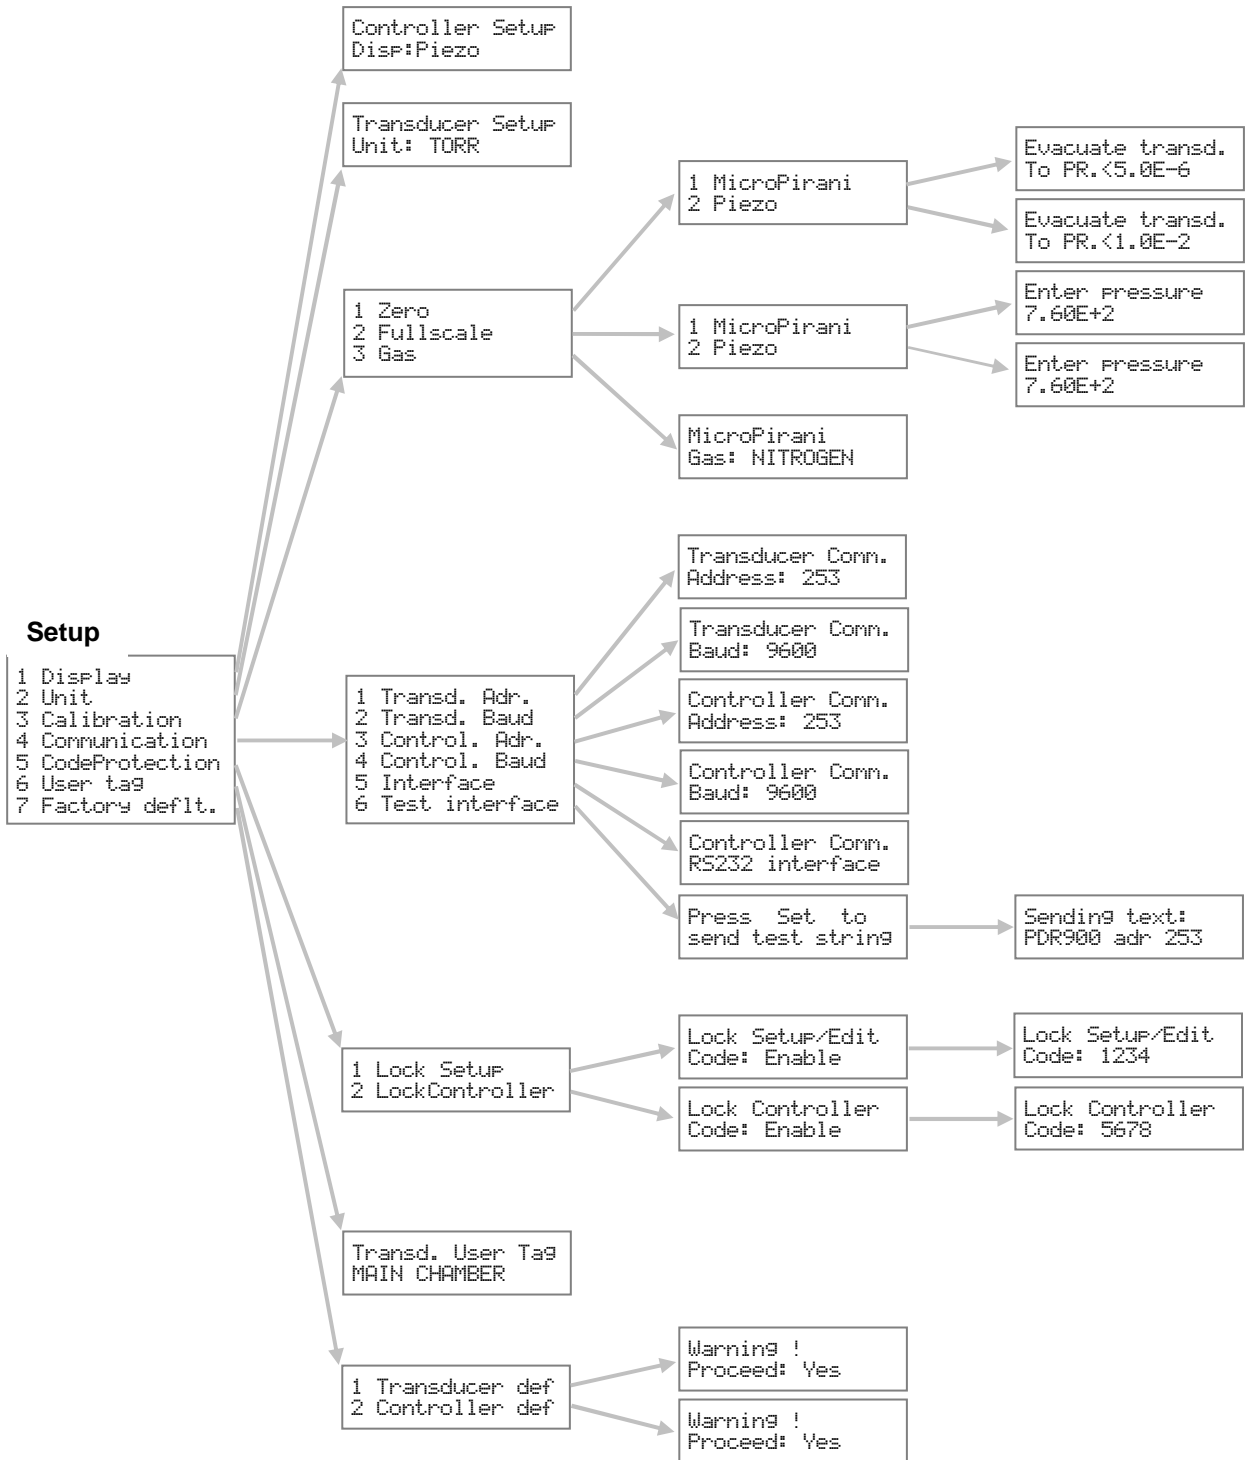 Controller Setup
Disp:Piezo
Transducer Setup
Unit: TORR
1 MicroPirani
2 Piezo
Evacuate transd.
To PR.<5.0E-6
Evacuate transd.
To PR.<1.0E-2
1 Zero
2 Fullscale
3 Gas
1 MicroPirani
2 Piezo
Enter pressure
7.60E+2
Enter pressure
7.60E+2
MicroPirani
Gas: NITROGEN
Setup
1 Display
2 Unit
3 Calibration
4 Communication
5 CodeProtection
6 User tag
7 Factory deflt.
1 Transd. Adr.
2 Transd. Baud
3 Control. Adr.
4 Control. Baud
5 Interface
6 Test interface
Transducer Comm.
Address: 253
Transducer Comm.
Baud: 9600
Controller Comm.
Address: 253
Controller Comm.
Baud: 9600
Controller Comm.
RS232 interface
Press Set to
send test string
Sending text:
PDR900 adr 253
1 Lock Setup
2 LockController
Lock Setup/Edit
Code: Enable
Lock Setup/Edit
Code: 1234
Lock Controller
Code: Enable
Lock Controller
Code: 5678
Transd. User Tag
MAIN CHAMBER
1 Transducer def
2 Controller def
Warning !
Proceed: Yes
Warning !
Proceed: Yes